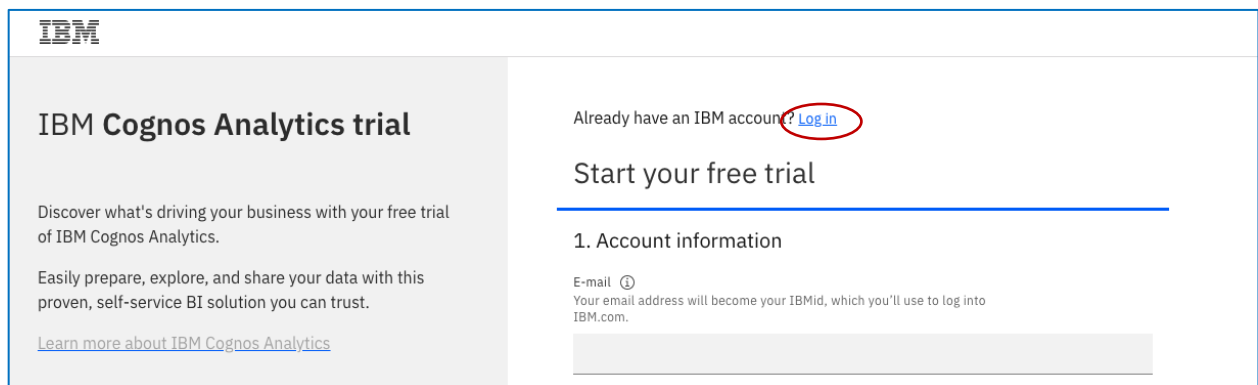 IBM
IBM Cognos Analytics trial
Discover what's driving your business with your free trial
of IBM Cognos Analytics.
Easily prepare, explore, and share your data with this
proven, self-service BI solution you can trust.
Learn more about IBM Cognos Analytics
Already have an IBM account? Log in
Start your free trial
1. Account information
E-mail
Your email address will become your IBMid, which you'll use to log into
IBM.com.